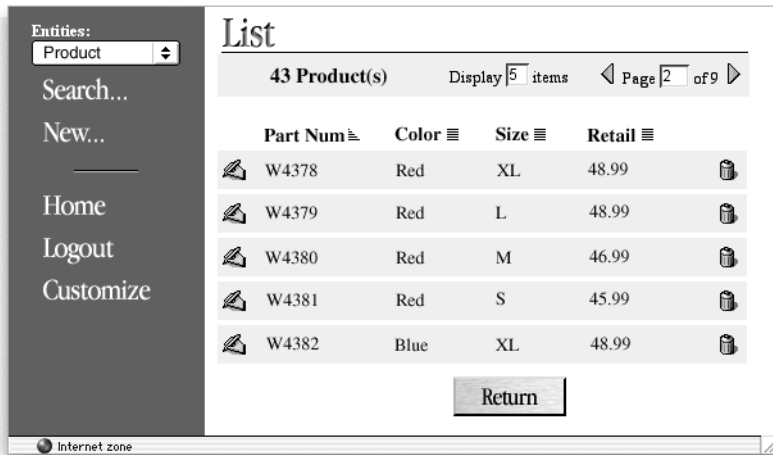 Entities:
Product
Search...
New...
Home
Logout
Customize
List
43 Product(s) Display 5 items Page 2 of 9
Part Num Color Size Retail
W4378 Red XL 48.99
W4379 Red L 48.99
W4380 Red M 46.99
W4381 Red S 45.99
W4382 Blue XL 48.99
Return
Internet zone